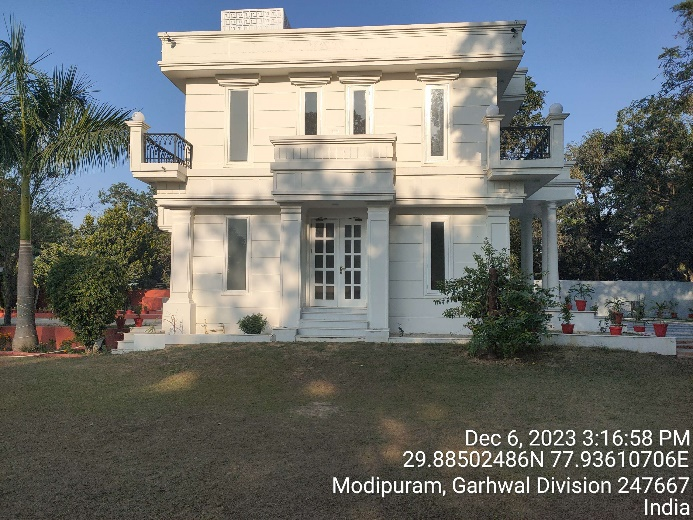 Dec 6, 2023 3:16:58 PM
29.88502486N 77.93610706E
Modipuram, Garhwal Division 247667
India